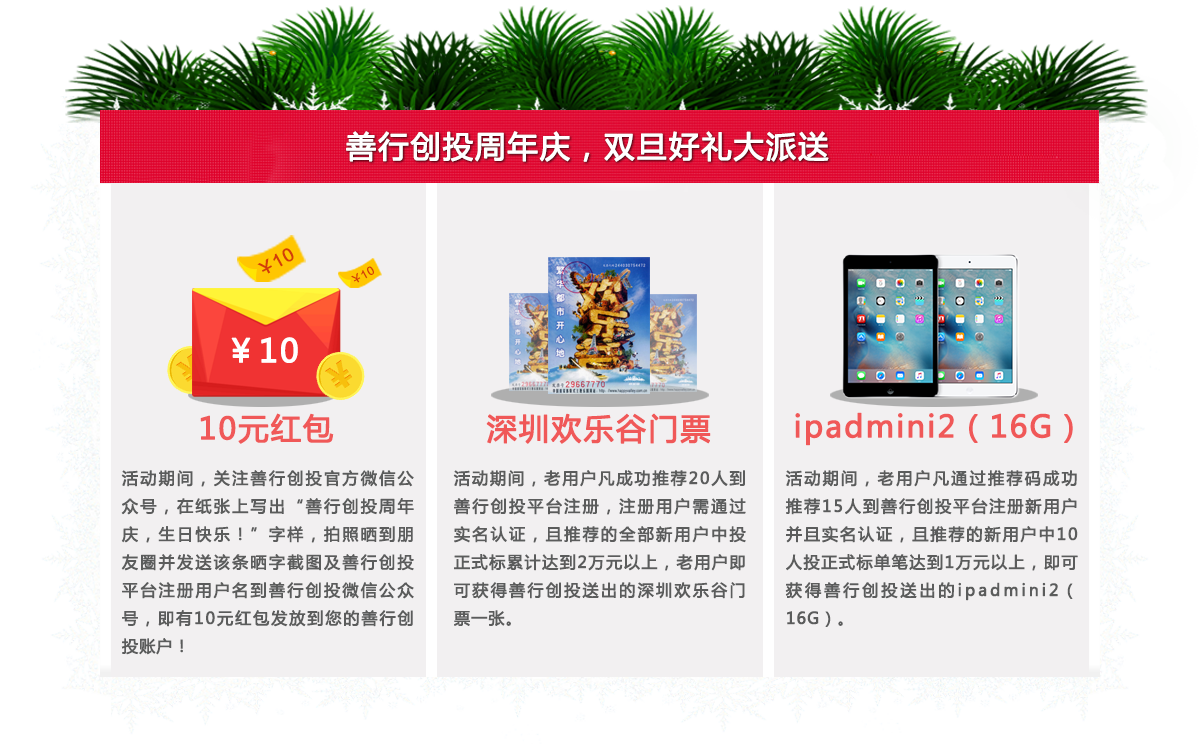 善行创投周年庆，双旦好礼大派送
￥10
￥10
￥10
10元红包
活动期间，关注善行创投官方微信公
众号，在纸张上写出“善行创投周年
庆，生日快乐！”字样，拍照晒到朋
友圈并发送该条晒字截图及善行创投
平台注册用户名到善行创投微信公众
号，即有10元红包发放到您的善行创
投账户！
繁华都市开心地
欢乐谷
29667770
深圳欢乐谷门票
活动期间，老用户凡成功推荐20人到
善行创投平台注册，注册用户需通过
实名认证，且推荐的全部新用户中投
正式标累计达到2万元以上，老用户即
可获得善行创投送出的深圳欢乐谷门
票一张。
ipadmini2（16G）
活动期间，老用户凡通过推荐码成功
推荐15人到善行创投平台注册新用户
并且实名认证，且推荐的新用户中10
人投正式标单笔达到1万元以上，即可
获得善行创投送出的ipadmini2（
16G）。